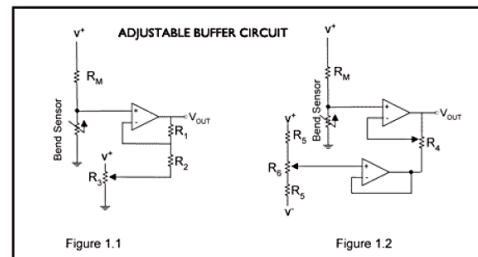 ADJUSTABLE BUFFER CIRCUIT
V+
RM
Bend Sensor
+
-
VOUT
R1
R2
V+
R3
Figure 1.1
V+
RM
Bend Sensor
+
-
VOUT
R4
V+
R5
R6
R5
V-
+
-
Figure 1.2